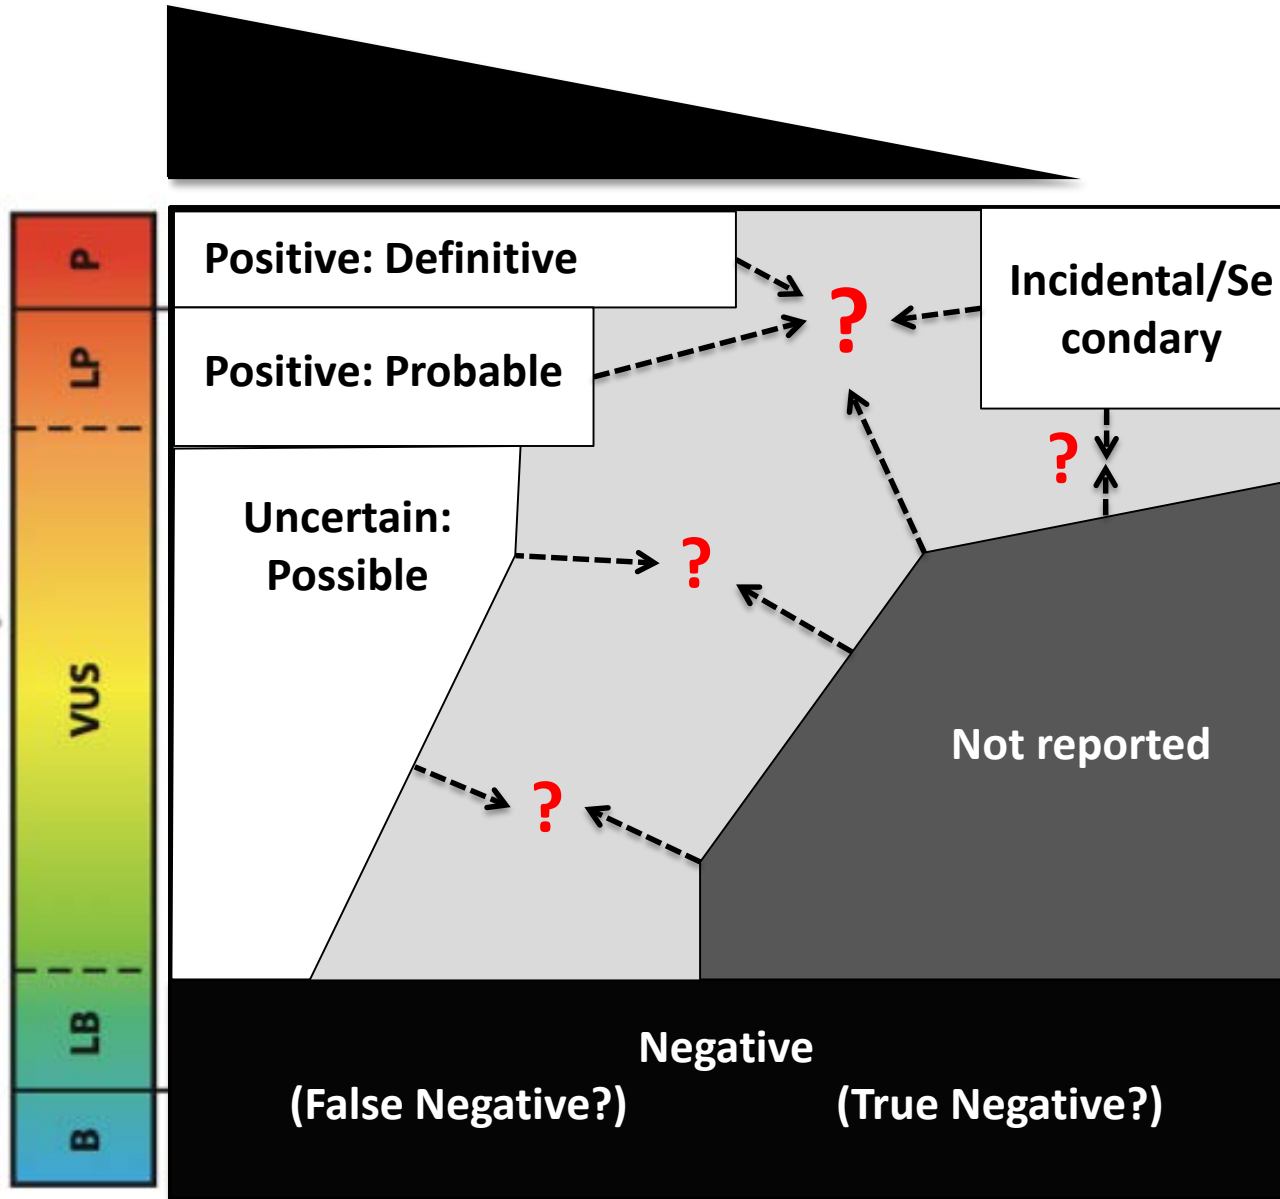 P
LP
VUS
LB
B
Positive: Definitive
Positive: Probable
Uncertain:
Possible
Incidental/Se
condary
?
?
?
?
Not reported
Negative
(False Negative?) (True Negative?)